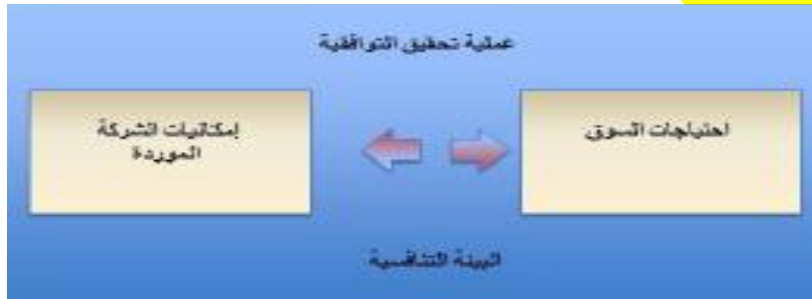 عملية تحقيق التوافقية
احتياجات السوق
إمكانيات الشركة
الموردة
البيئة التنافسية